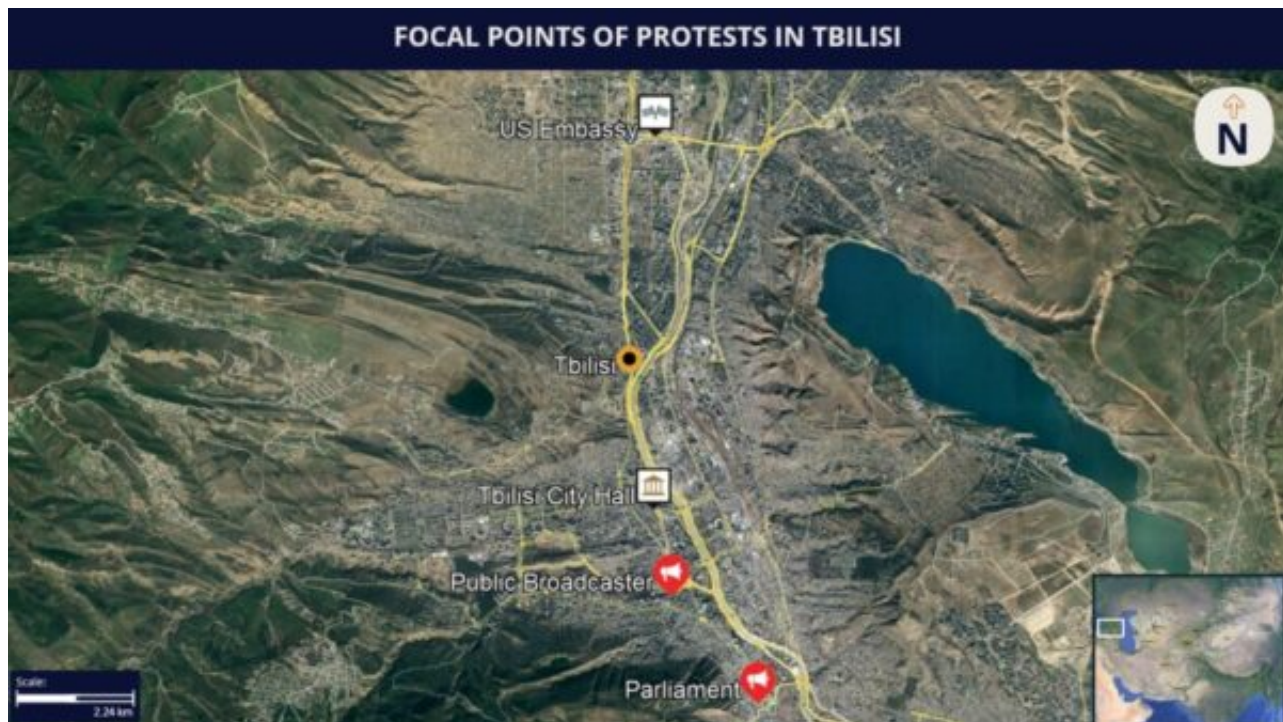 FOCAL POINTS OF PROTESTS IN TBILISI
N
US Embassy
Tbilisi
Tbilisi City Hall
Public Broadcaster
Parliament
Scale:
2.24 km